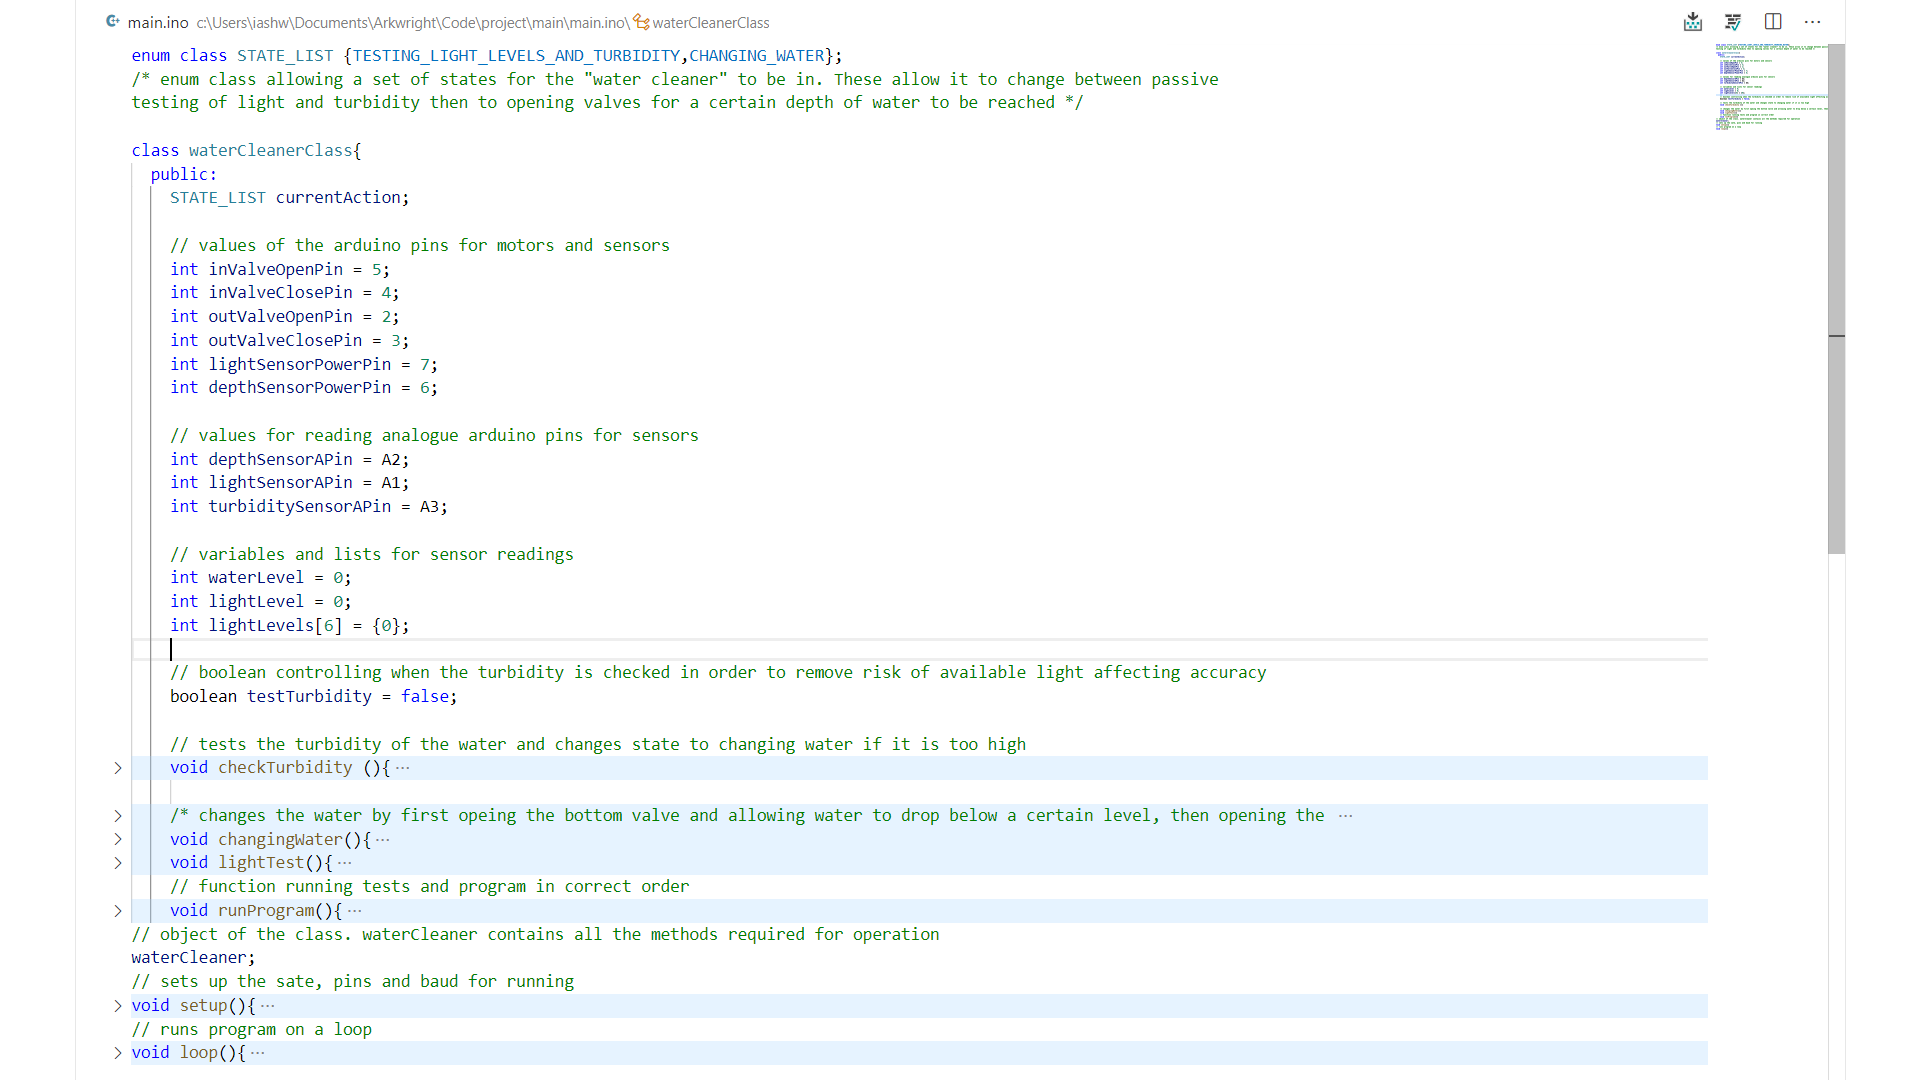 main.ino c:\Users\iashw\Documents\Arkwright\Code\project\main\main.ino\ waterCleanerClass
enum class STATE_LIST {TESTING_LIGHT_LEVELS_AND_TURBIDITY,CHANGING_WATER};
/* enum class allowing a set of states for the "water cleaner" to be in. These allow it to change between passive
testing of light and turbidity then to opening valves for a certain depth of water to be reached */
class waterCleanerClass{
public:
STATE_LIST currentAction;
// values of the arduino pins for motors and sensors
int inValveOpenPin = 5;
int inValveClosePin = 4;
int outValveOpenPin = 2;
int outValveClosePin = 3;
int lightSensorPowerPin = 7;
int depthSensorPowerPin = 6;
// values for reading analogue arduino pins for sensors
int depthSensorAPin = A2;
int lightSensorAPin = A1;
int turbiditySensorAPin = A3;
// variables and lists for sensor readings
int waterLevel = 0;
int lightLevel = 0;
int lightLevels[6] = {0};
// boolean controlling when the turbidity is checked in order to remove risk of available light affecting accuracy
boolean testTurbidity = false;
// tests the turbidity of the water and changes state to changing water if it is too high
void checkTurbidity (){ ···
/* changes the water by first opeing the bottom valve and allowing water to drop below a certain level, then opening the ···
void changingWater(){ ···
void lightTest(){ ···
// function running tests and program in correct order
void runProgram(){ ···
// object of the class. waterCleaner contains all the methods required for operation
waterCleaner;
// sets up the sate, pins and baud for running
void setup(){ ···
// runs program on a loop
void loop(){ ···